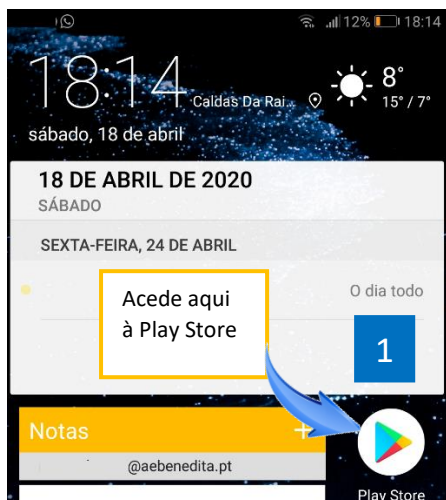 12% 18:14
18:14
Caldas Da Rai...
8°
15° / 7°
sábado, 18 de abril
18 DE ABRIL DE 2020
SÁBADO
SEXTA-FEIRA, 24 DE ABRIL
O dia todo
Acede aqui
à Play Store
1
Notas +
@aebenedita.pt
Play Store